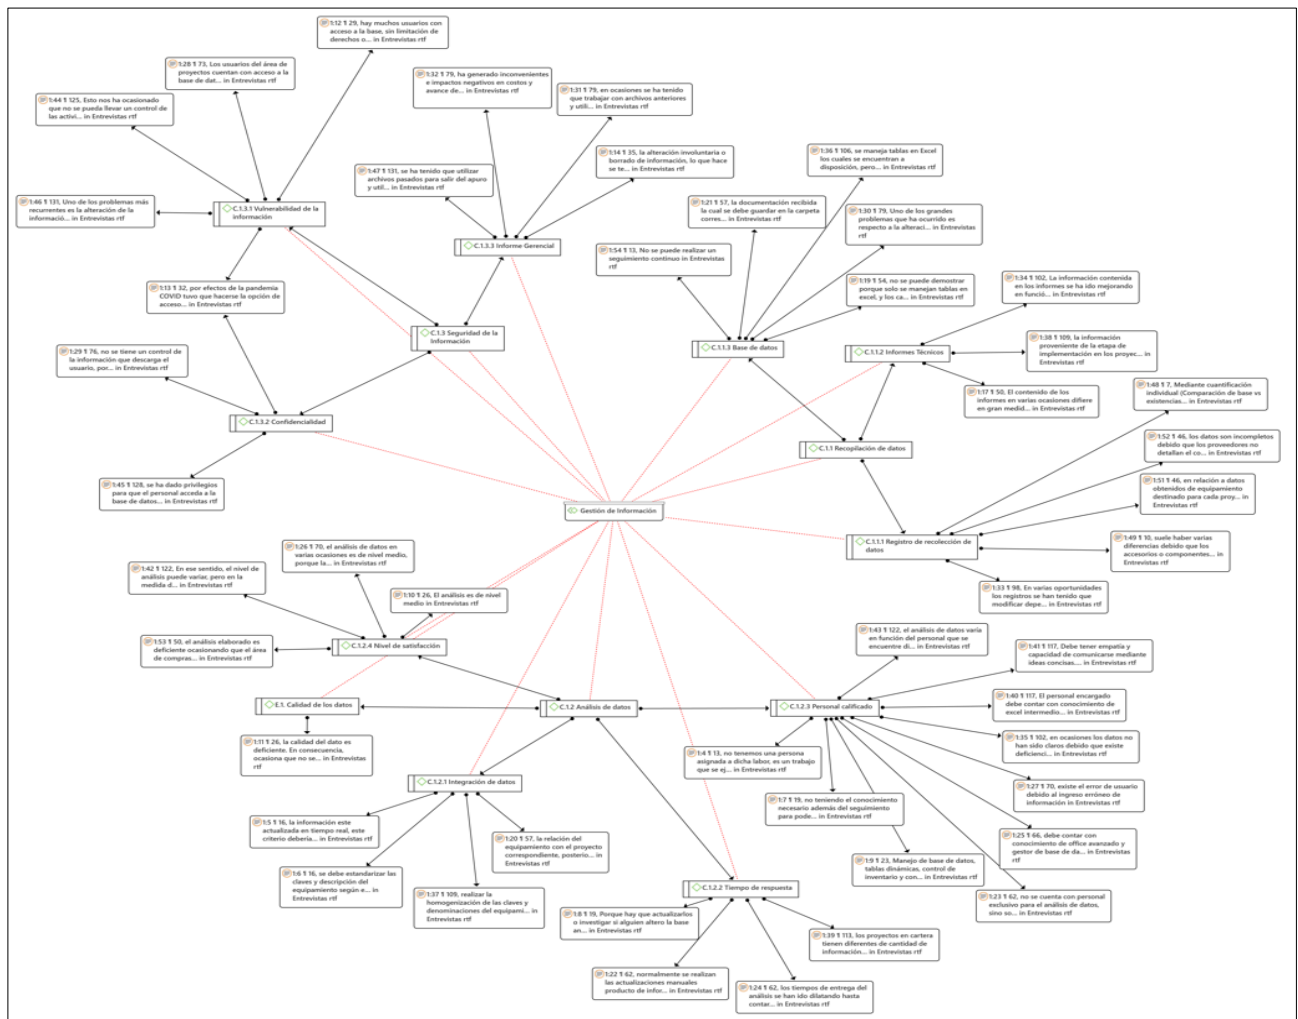 1:12 ¶ 29, hay muchos usuarios con
acceso a la base, sin limitación de
derechos o... in Entrevistas rtf
1:28 ¶ 73, Los usuarios del área de
proyectos cuentan con acceso a la
base de dat... in Entrevistas rtf
1:44 ¶ 125, Esto nos ha ocasionado
que no se pueda llevar un control de
las activi... in Entrevistas rtf
1:32 ¶ 79, ha generado inconvenientes
e impactos negativos en costos y
avance de... in Entrevistas rtf
1:31 ¶ 79, en ocasiones se ha tenido
que trabajar con archivos anteriores
y utili... in Entrevistas rtf
1:14 ¶ 35, la alteración involuntaria o
borrado de información, lo que hace
se te... in Entrevistas rtf
1:47 ¶ 131, se ha tenido que utilizar
archivos pasados para salir del apuro
y util... in Entrevistas rtf
1:36 ¶ 106, se maneja tablas en Excel
los cuales se encuentran a
disposición, pero... in Entrevistas
rtf
1:46 ¶ 131, Uno de los problemas más
recurrentes es la alteración de la
informació... in Entrevistas rtf
C.1.3.1 Vulnerabilidad de la
información
1:21 ¶ 57, la documentación recibida
la cual se debe guardar en la carpeta
corres... in Entrevistas rtf
1:30 ¶ 79, Uno de los grandes
problemas que ha ocurrido es
respecto a la alteraci... in Entrevistas
rtf
C.1.3.3 Informe Gerencial
1:54 ¶ 13, No se puede realizar un
seguimiento continuo in Entrevistas
rtf
1:19 ¶ 54, no se puede demostrar
porque solo se manejan tablas en
excel, y los ca... in Entrevistas rtf
1:34 ¶ 102, La información contenida
en los informes se ha ido mejorando
en funció... in Entrevistas rtf
1:13 ¶ 32, por efectos de la pandemia
COVID tuvo que hacerse la opción de
acceso... in Entrevistas rtf
C.1.3 Seguridad de la
Información
C.1.1.3 Base de datos
C.1.1.2 Informes Técnicos
1:38 ¶ 109, la información
proveniente de la etapa de
implementación en los proyec... in
Entrevistas rtf
1:29 ¶ 76, no se tiene un control de
la información que descarga el
usuario, por... in Entrevistas rtf
1:17 ¶ 50, El contenido de los
informes en varias ocasiones difiere
en gran medid... in Entrevistas rtf
1:48 ¶ 7, Mediante cuantificación
individual (Comparación de base vs
existencias... in Entrevistas rtf
C.1.3.2 Confidencialidad
C.1.1 Recopilación de datos
1:52 ¶ 46, los datos son incompletos
debido que los proveedores no
detallan el co... in Entrevistas rtf
1:45 ¶ 128, se ha dado privilegios
para que el personal acceda a la
base de datos... in Entrevistas
rtf
1:51 ¶ 46, en relación a datos
obtenidos de equipamiento
destinado para cada proy... in
Entrevistas rtf
Gestión de Información
C.1.1.1 Registro de recolección de
datos
1:49 ¶ 10, suele haber varias
diferencias debido que los
accesorios o componentes... in
Entrevistas rtf
1:33 ¶ 98, En varias oportunidades
los registros se han tenido que
modificar depe... in Entrevistas rtf
1:26 ¶ 70, el análisis de datos en
varias ocasiones es de nivel medio,
porque la... in Entrevistas rtf
1:42 ¶ 122, En ese sentido, el nivel de
análisis puede variar, pero en la
medida d... in Entrevistas rtf
1:10 ¶ 26, El análisis es de nivel
medio in Entrevistas rtf
1:53 ¶ 50, el análisis elaborado es
deficiente ocasionando que el área
de compras.... in Entrevistas rtf
C.1.2.4 Nivel de satisfacción
1:43 ¶ 122, el análisis de datos varía
en función del personal que se
encuentre di... in Entrevistas rtf
1:41 ¶ 117, Debe tener empatía y
capacidad de comunicarse mediante
ideas concisas.... in Entrevistas rtf
E.1. Calidad de los datos
C.1.2 Análisis de datos
C.1.2.3 Personal calificado
1:40 ¶ 117, El personal encargado
debe contar con conocimiento de
excel intermedio... in Entrevistas rtf
1:11 ¶ 26, la calidad del dato es
deficiente. En consecuencia,
ocasiona que no se... in Entrevistas
rtf
1:4 ¶ 13, no tenemos una persona
asignada a dicha labor, es un trabajo
que se ej... in Entrevistas rtf
1:35 ¶ 102, en ocasiones los datos no
han sido claros debido que existe
deficienci... in Entrevistas rtf
C.1.2.1 Integración de datos
1:27 ¶ 70, existe el error de usuario
debido al ingreso erróneo de
información in Entrevistas rtf
1:7 ¶ 19, no teniendo el conocimiento
necesario además del seguimiento
para pode... in Entrevistas rtf
1:5 ¶ 16, la información este
actualizada en tiempo real, este
criterio debería... in Entrevistas rtf
1:20 ¶ 57, la relación del
equipamiento con el proyecto
correspondiente, posterio... in
Entrevistas rtf
1:25 ¶ 66, debe contar con
conocimiento de office avanzado y
gestor de base de da... in Entrevistas
rtf
1:6 ¶ 16, se debe estandarizar las
claves y descripción del
equipamiento según e... in
Entrevistas rtf
1:9 ¶ 23, Manejo de base de datos,
tablas dinámicas, control de
inventario y con... in Entrevistas rtf
1:37 ¶ 109, realizar la
homogenización de las claves y
denominaciones del equipami... in
Entrevistas rtf
C.1.2.2 Tiempo de respuesta
1:23 ¶ 62, no se cuenta con personal
exclusivo para el análisis de datos,
sino so... in Entrevistas rtf
1:8 ¶ 19, Porque hay que actualizarlos
o investigar si alguien altero la base
an... in Entrevistas rtf
1:39 ¶ 113, los proyectos en cartera
tienen diferentes de cantidad de
información... in Entrevistas rtf
1:22 ¶ 62, normalmente se realizan
las actualizaciones manuales
producto de infor... in Entrevistas
rtf
1:24 ¶ 62, los tiempos de entrega del
análisis se han ido dilatando hasta
contar... in Entrevistas rtf